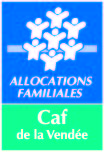 ALLOCATIONS
FAMILIALES
Caf
de la Vendée